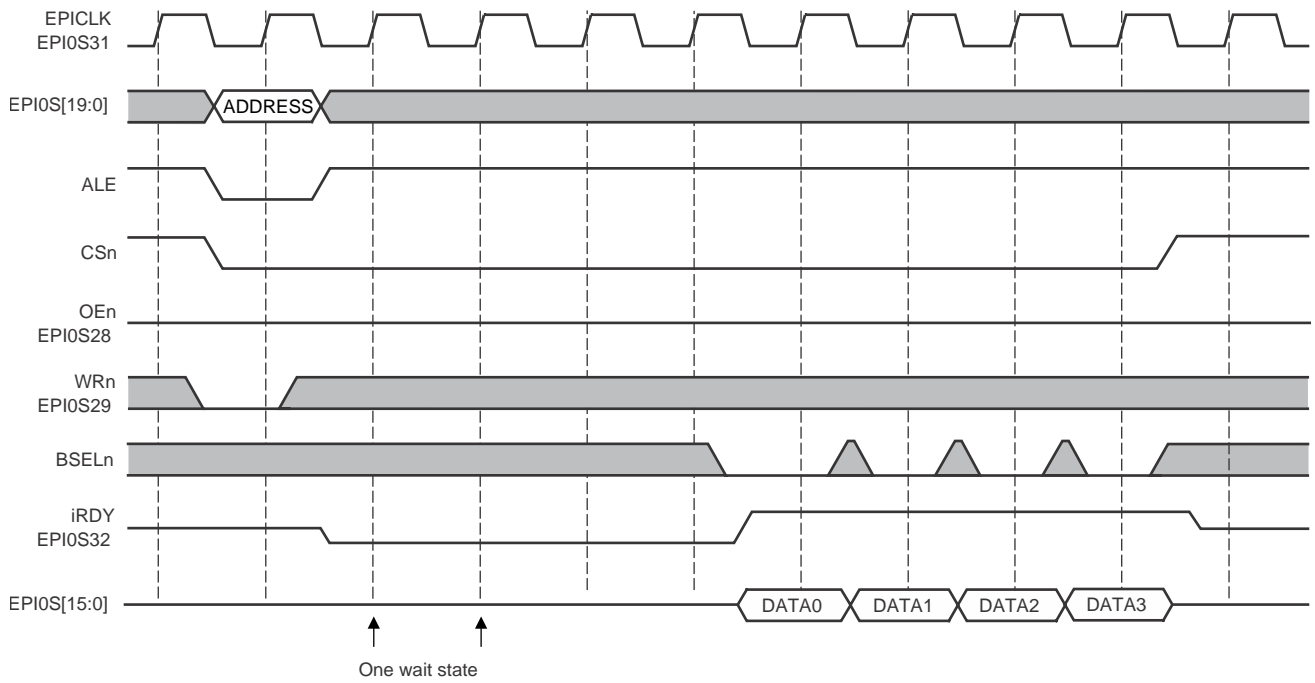 EPICLK
EPI0S31
EPI0S[19:0]
ADDRESS
ALE
CSn
OEn
EPI0S28
WRn
EPI0S29
BSELn
iRDY
EPI0S32
EPI0S[15:0]
DATA0
DATA1
DATA2
DATA3
One wait state